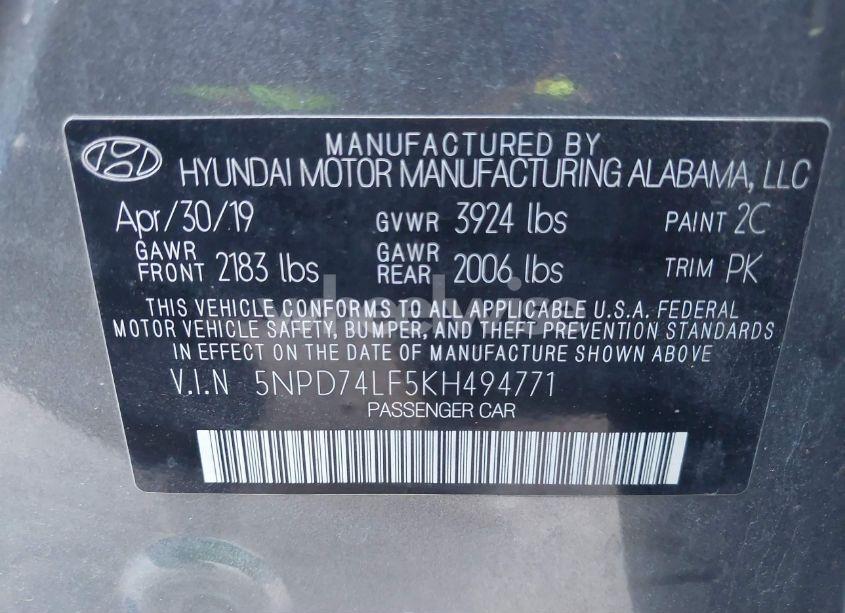 MANUFACTURED BY
HYUNDAI MOTOR MANUFACTURING ALABAMA, LLC
Apr/30/19 GVWR 3924 lbs PAINT 2C
GAWR FRONT 2183 lbs GAWR REAR 2006 lbs TRIM PK
THIS VEHICLE CONFORMS TO ALL APPLICABLE U.S.A. FEDERAL
MOTOR VEHICLE SAFETY, BUMPER, AND THEFT PREVENTION STANDARDS
IN EFFECT ON THE DATE OF MANUFACTURE SHOWN ABOVE
V.I.N 5NPD74LF5KH494771
PASSENGER CAR